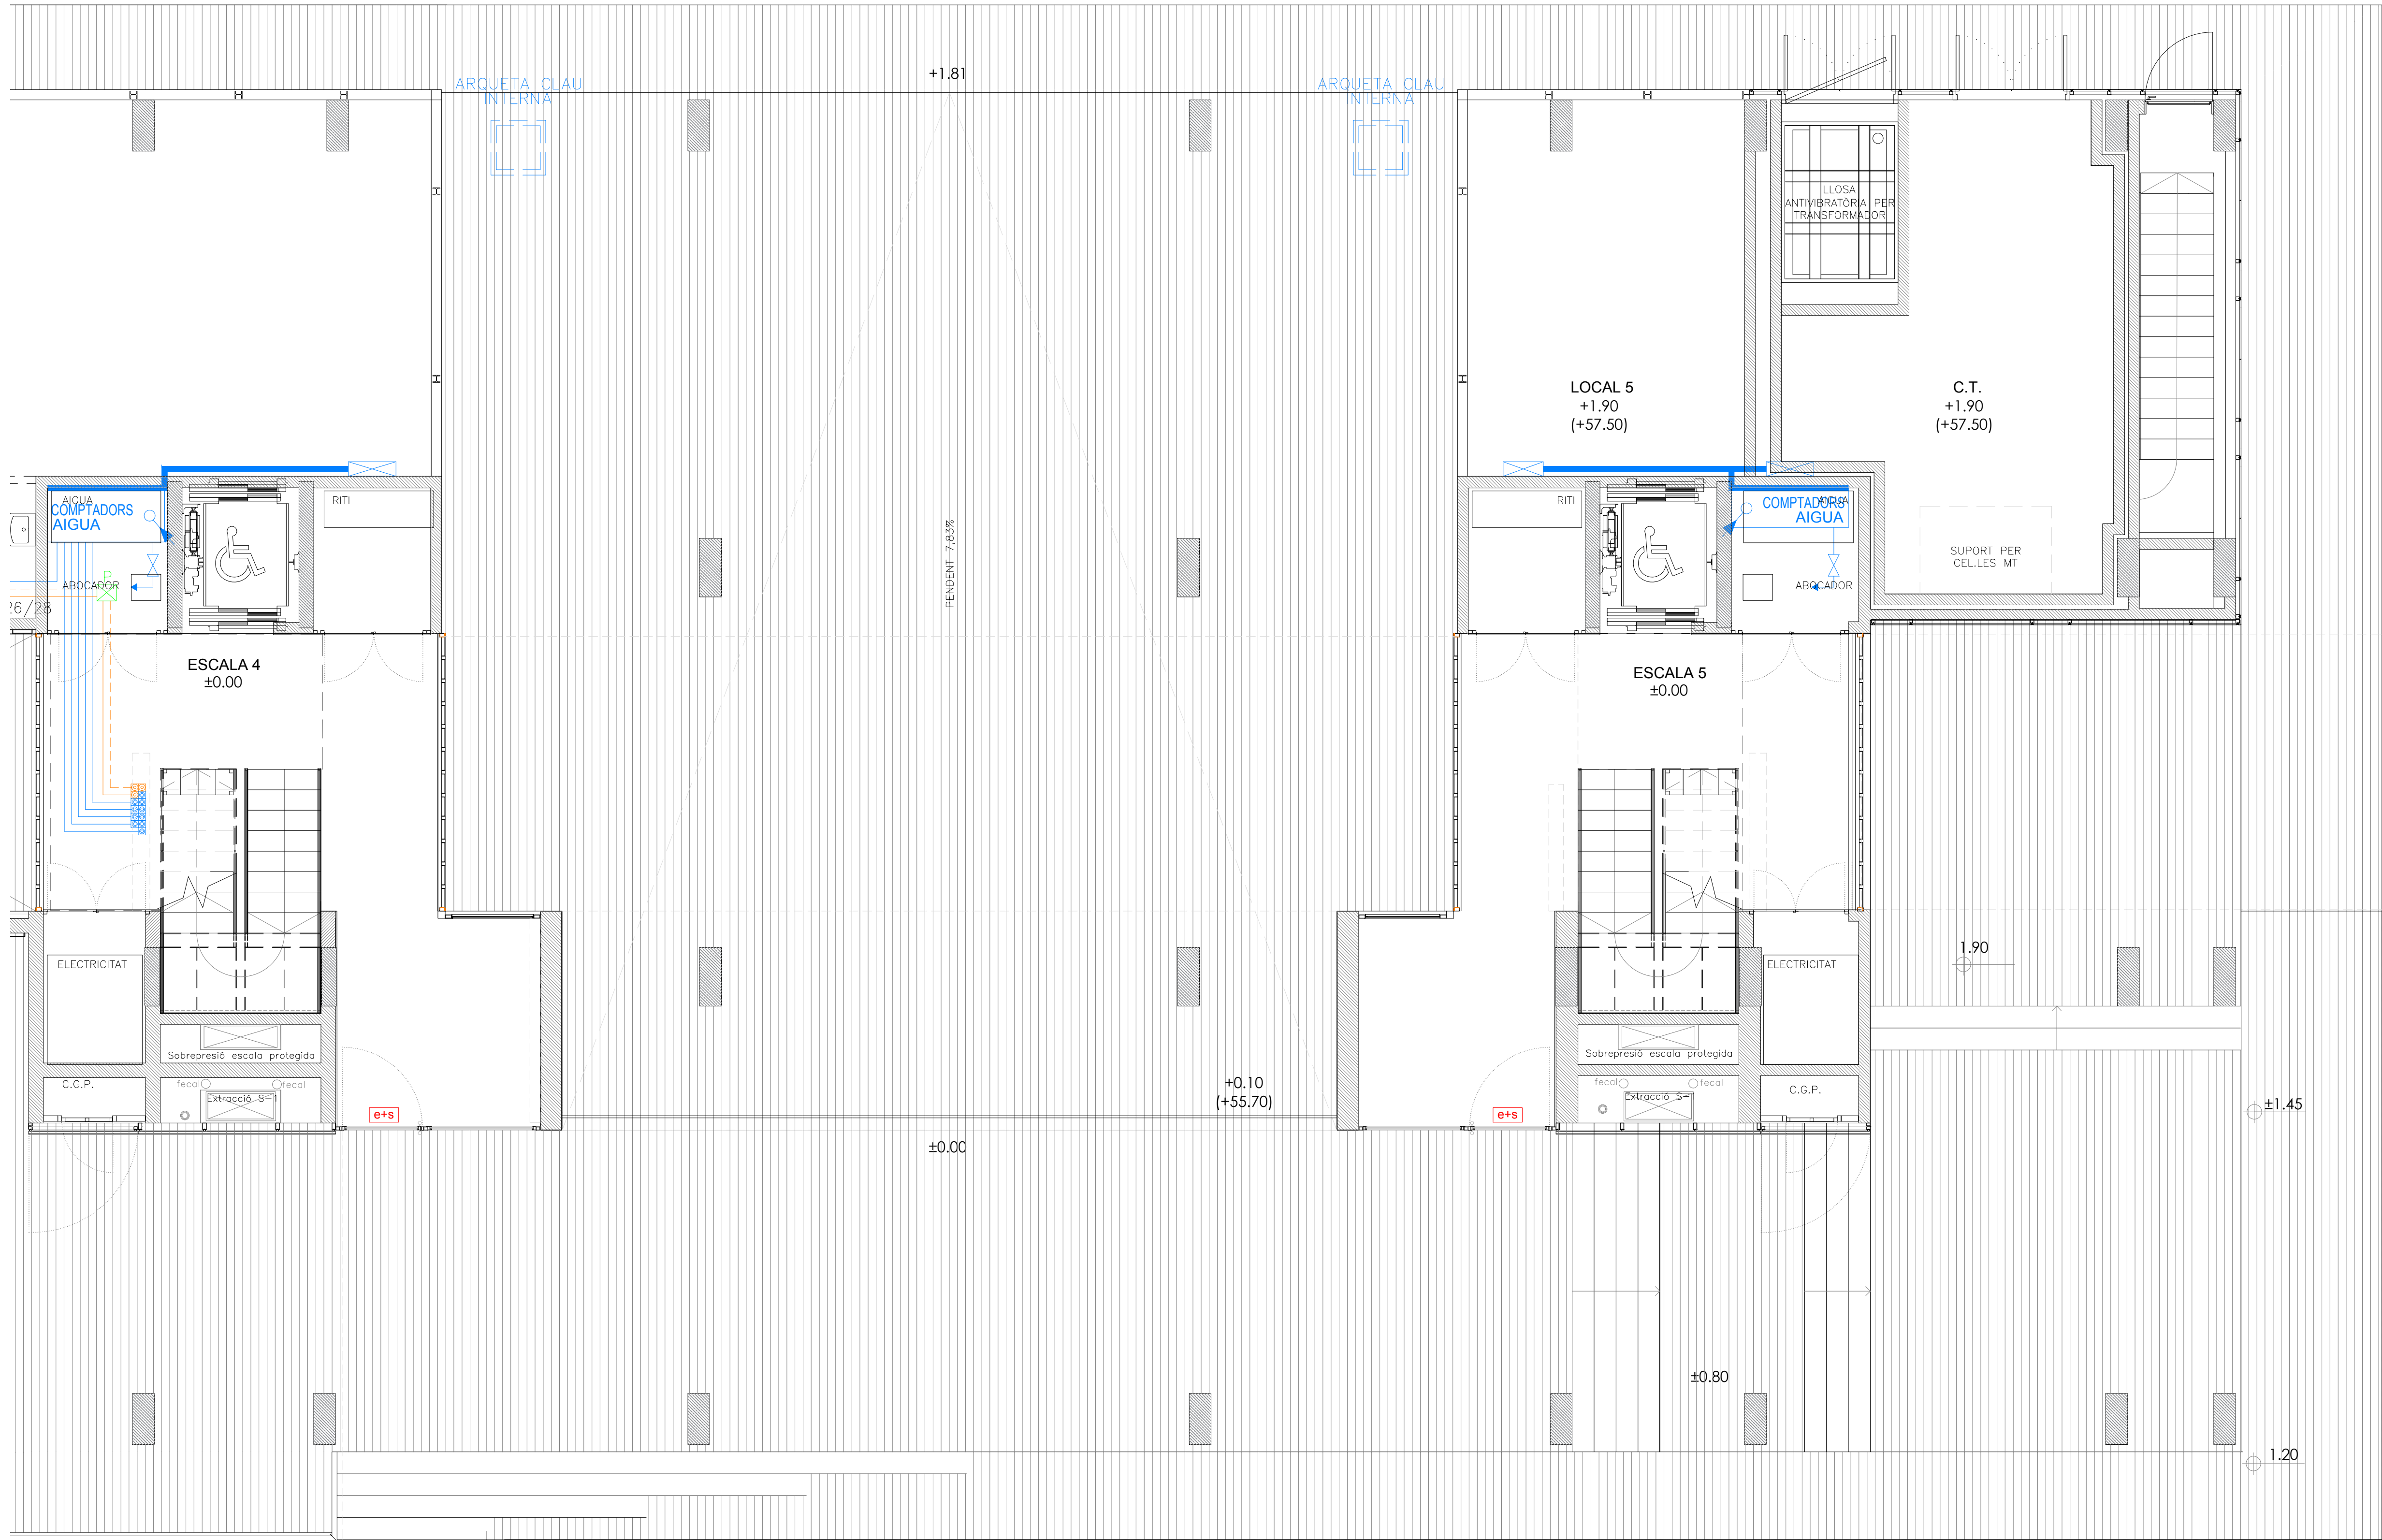 +1.81
ARQUETA CLAU
INTERNA
ARQUETA CLAU
INTERNA
LLOSA
ANTIVIBRATÒRIA PER
TRANSFORMADOR
LOCAL 5
+1.90
(+57.50)
C.T.
+1.90
(+57.50)
AIGUA
COMPTADORS
AIGUA
RITI
RITI
COMPTADORS
AIGUA
AIGUA
PENDENT 7,83%
SUPORT PER
CEL.LES MT
P
ABOCADOR
ABOCADOR
26/28
ESCALA 4
±0.00
ESCALA 5
±0.00
1.90
ELECTRICITAT
ELECTRICITAT
Sobrepresió escala protegida
Sobrepresió escala protegida
C.G.P.
fecal
fecal
Extracció S-1
e+s
+0.10
(+55.70)
e+s
fecal
fecal
Extracció S-1
C.G.P.
±1.45
±0.00
±0.80
1.20